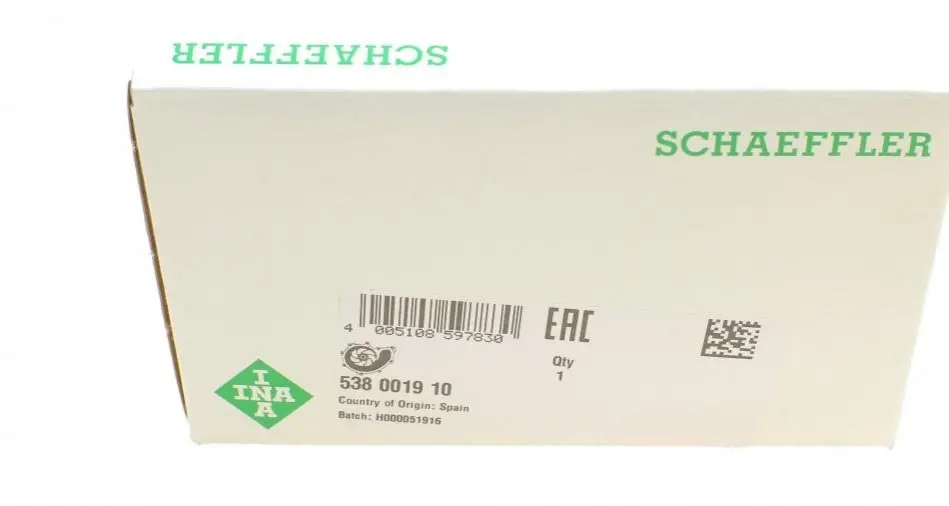 SCHAEFFLER
SCHAEFFLER
4 005108 597830
EAC
Qty
1
538 0019 10
Country of Origin: Spain
Batch: H000051916
I
INA
A